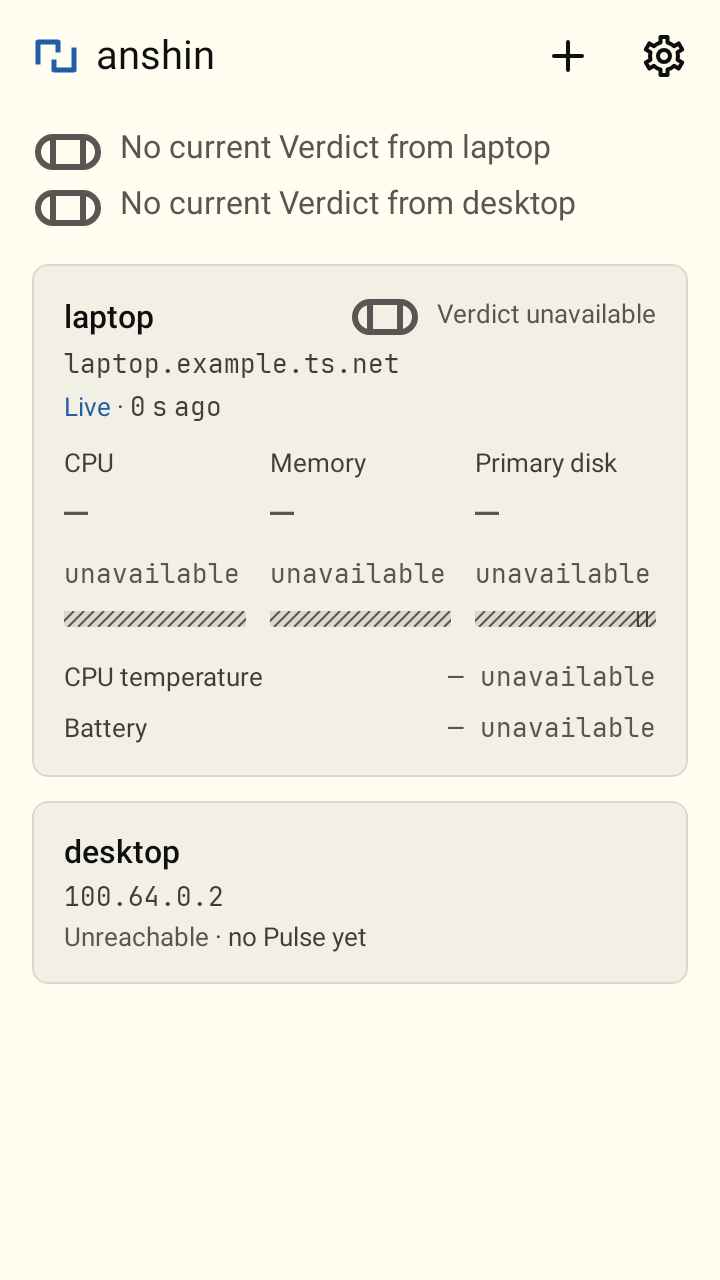 anshin
No current Verdict from laptop
No current Verdict from desktop
laptop
Verdict unavailable
laptop.example.ts.net
Live · 0 s ago
CPU Memory Primary disk
— — —
unavailable unavailable unavailable
CPU temperature — unavailable
Battery — unavailable
desktop
100.64.0.2
Unreachable · no Pulse yet